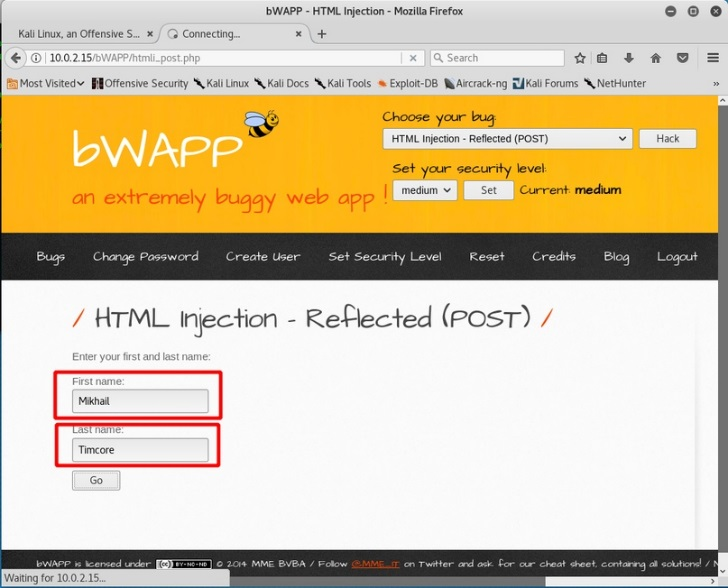 bWAPP - HTML Injection - Mozilla Firefox
Kali Linux, an Offensive S... × Connecting... × +
10.0.2.15/bWAPP/htmli_post.php Search
Most Visited Offensive Security Kali Linux Kali Docs Kali Tools Exploit-DB Aircrack-ng Kali Forums NetHunter »
bWAPP
an extremely buggy web app !
Choose your bug:
HTML Injection - Reflected (POST) Hack
Set your security level:
medium Set Current: medium
Bugs Change Password Create User Set Security Level Reset Credits Blog Logout
/ HTML Injection - Reflected (POST) /
Enter your first and last name:
First name:
Mikhail
Last name:
Timcore
Go
bWAPP is licensed under CC BY-NC-ND © 2014 MME BVBA / Follow @MME_IT on Twitter and ask for our cheat sheet, containing all solutions! /
Waiting for 10.0.2.15...